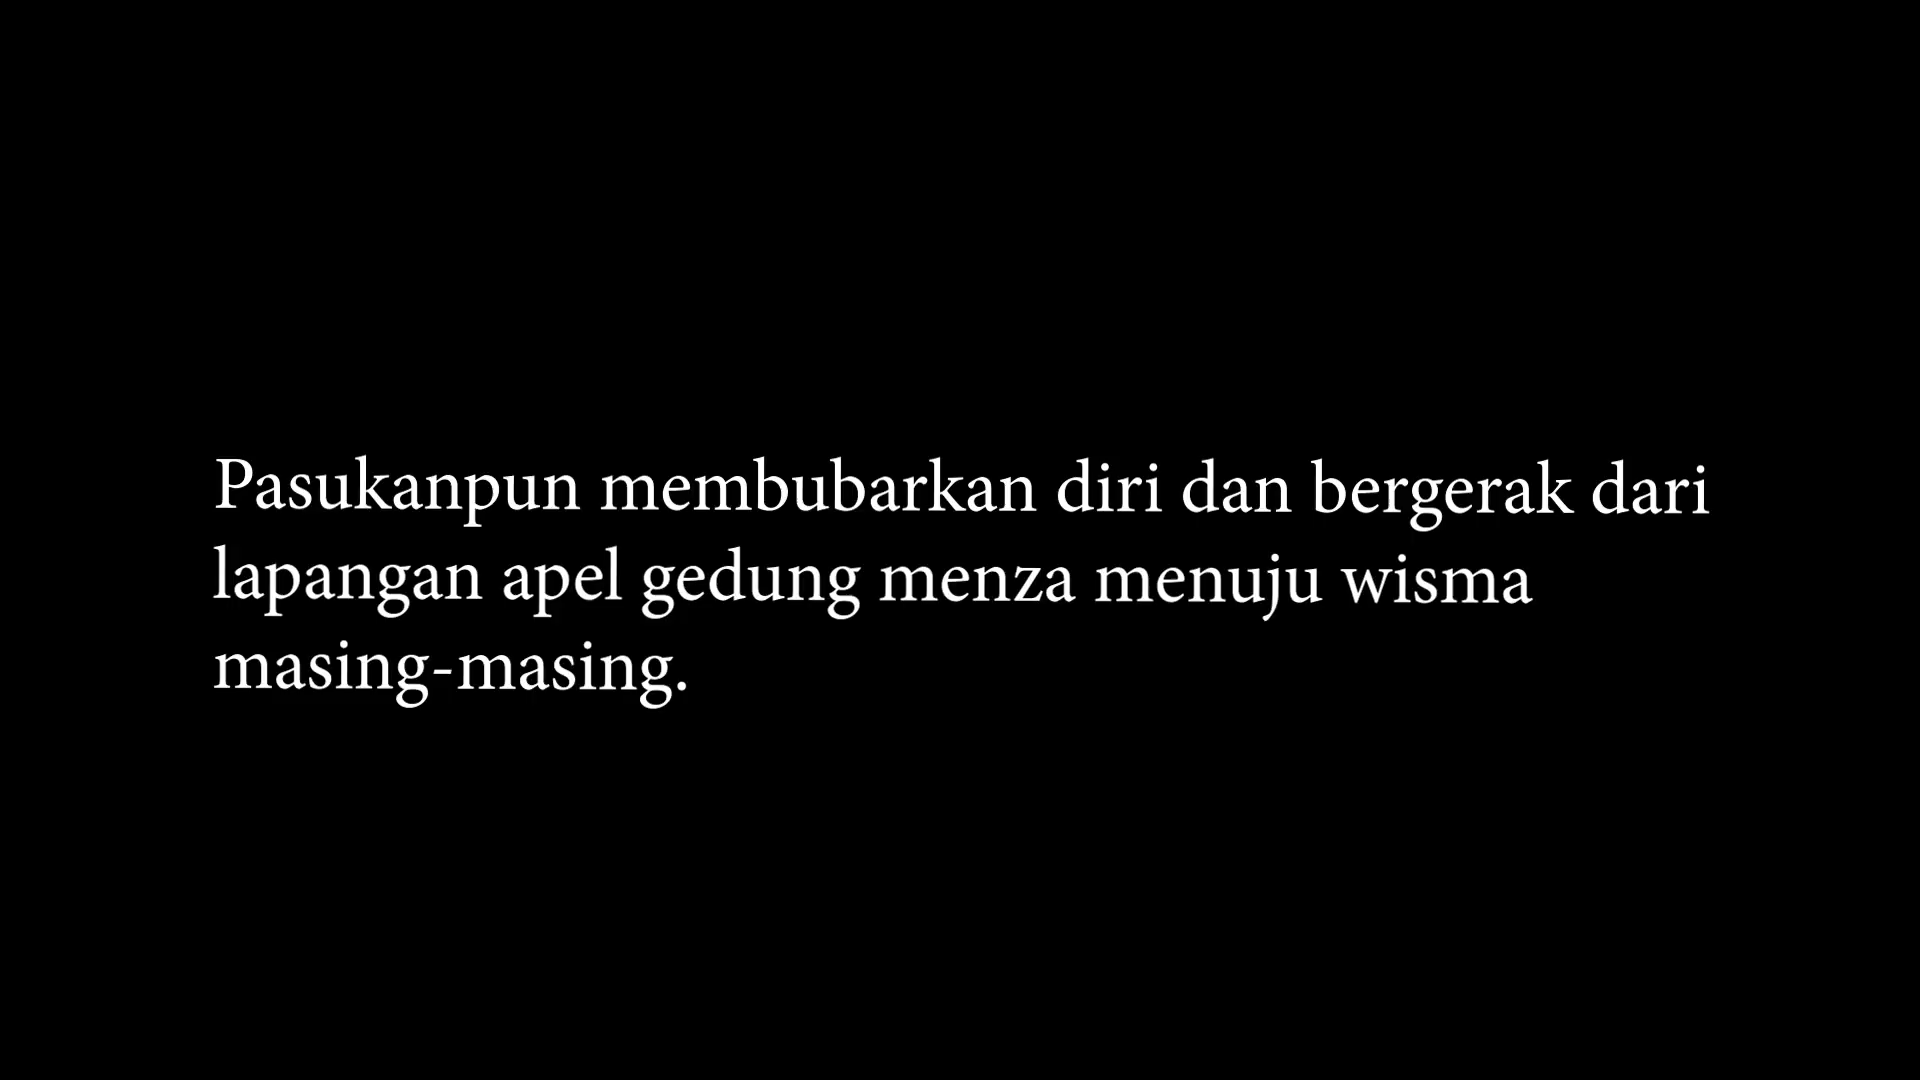 Pasukanpun membubarkan diri dan bergerak dari
lapangan apel gedung menza menuju wisma
masing-masing.